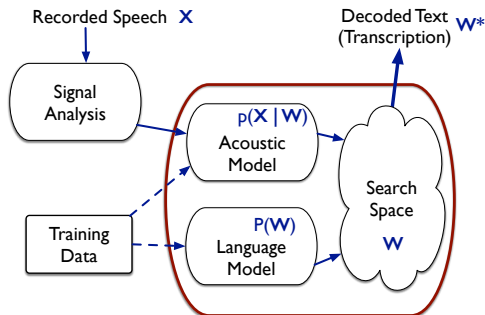 Recorded Speech X
Decoded Text W*
(Transcription)
Signal
Analysis
p(X | W)
Acoustic
Model
Search
Space
W
Training
Data
P(W)
Language
Model